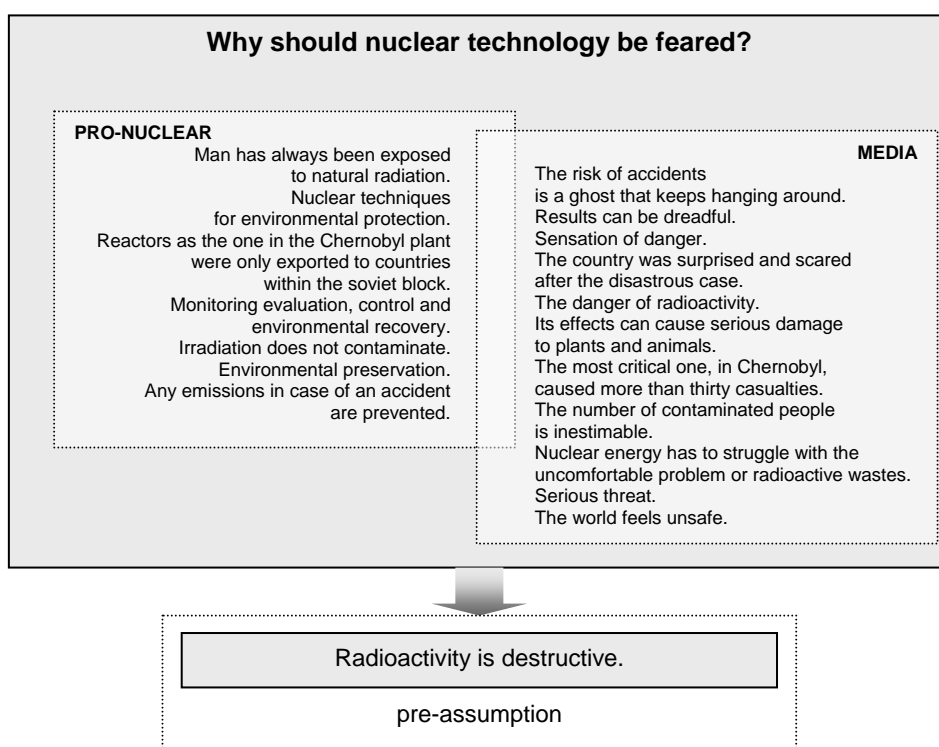 Why should nuclear technology be feared?
PRO-NUCLEAR
Man has always been exposed
to natural radiation.
Nuclear techniques
for environmental protection.
Reactors as the one in the Chernobyl plant
were only exported to countries
within the soviet block.
Monitoring evaluation, control and
environmental recovery.
Irradiation does not contaminate.
Environmental preservation.
Any emissions in case of an accident
are prevented.
MEDIA
The risk of accidents
is a ghost that keeps hanging around.
Results can be dreadful.
Sensation of danger.
The country was surprised and scared
after the disastrous case.
The danger of radioactivity.
Its effects can cause serious damage
to plants and animals.
The most critical one, in Chernobyl,
caused more than thirty casualties.
The number of contaminated people
is inestimable.
Nuclear energy has to struggle with the
uncomfortable problem or radioactive wastes.
Serious threat.
The world feels unsafe.
Radioactivity is destructive.
pre-assumption